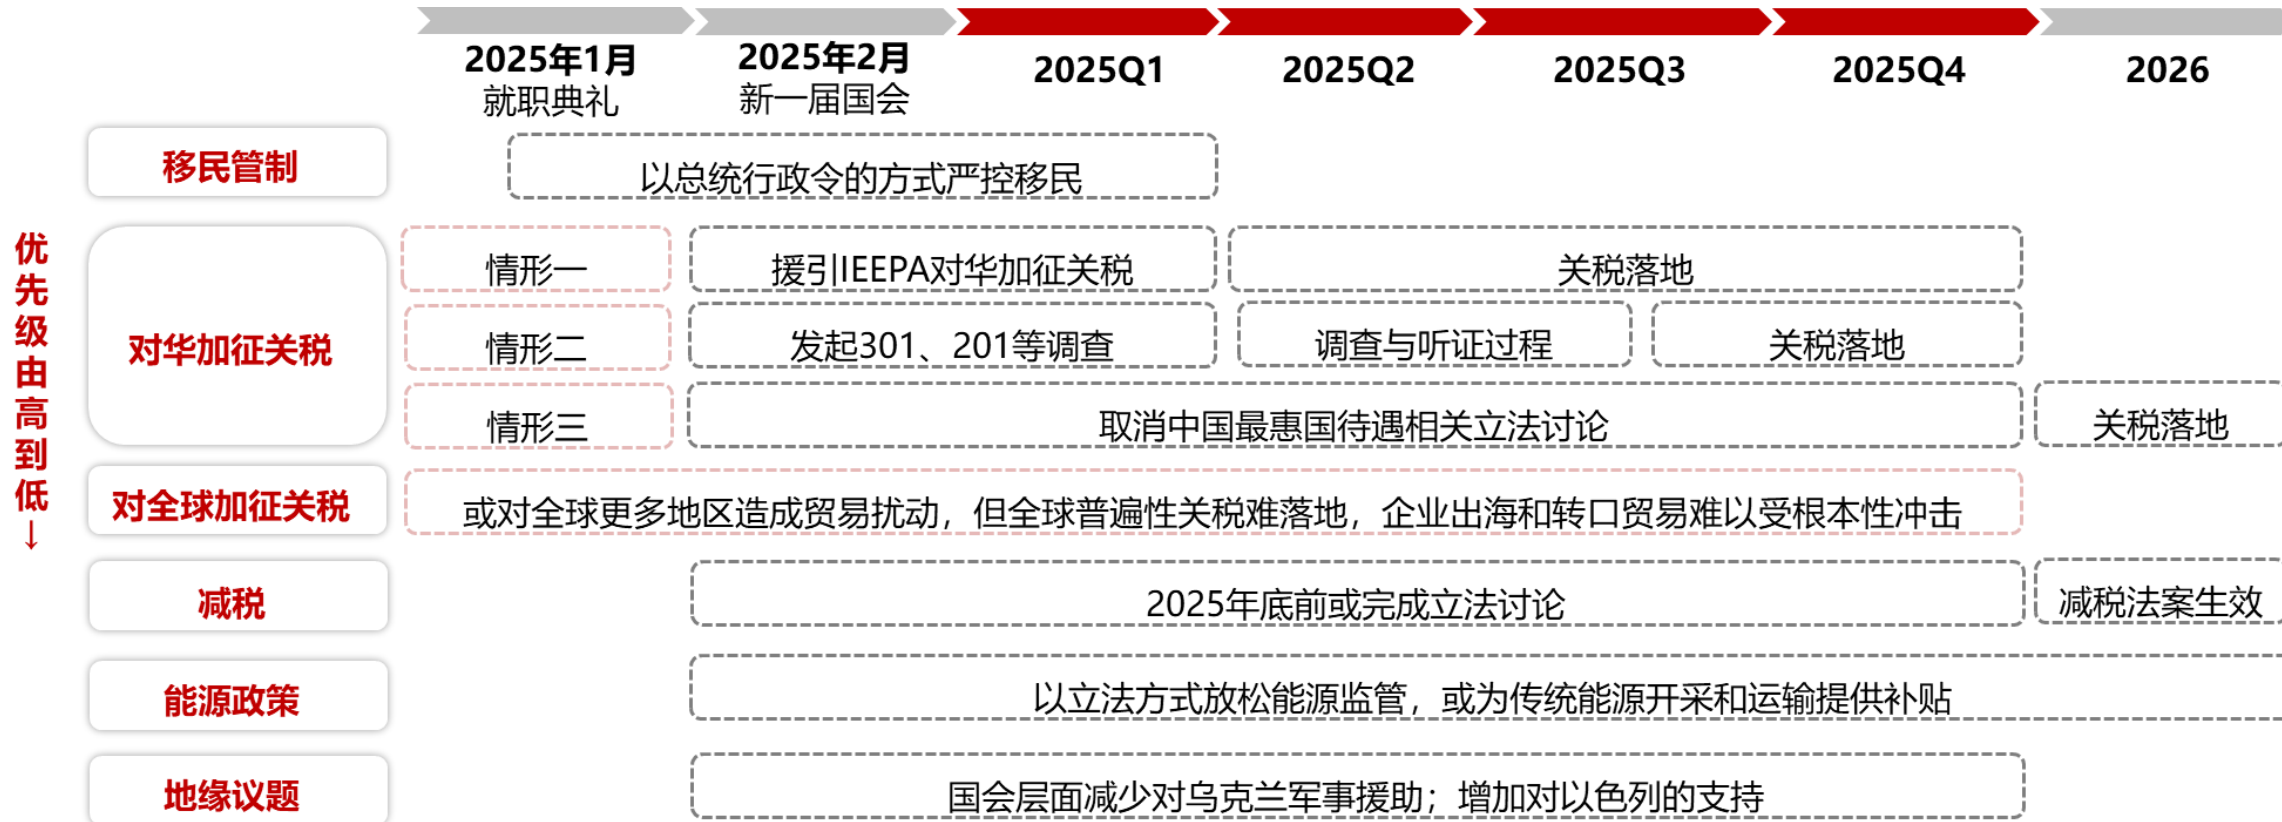 2025年1月
就职典礼
2025年2月
新一届国会
2025Q1
2025Q2
2025Q3
2025Q4
2026
优先级由高到低→
移民管制
以总统行政令的方式严控移民
对华加征关税
情形一
援引IEEPA对华加征关税
关税落地
情形二
发起301、201等调查
调查与听证过程
关税落地
情形三
取消中国最惠国待遇相关立法讨论
关税落地
对全球加征关税
或对全球更多地区造成贸易扰动，但全球普遍性关税难落地，企业出海和转口贸易难以受根本性冲击
减税
2025年底前或完成立法讨论
减税法案生效
能源政策
以立法方式放松能源监管，或为传统能源开采和运输提供补贴
地缘议题
国会层面减少对乌克兰军事援助；增加对以色列的支持